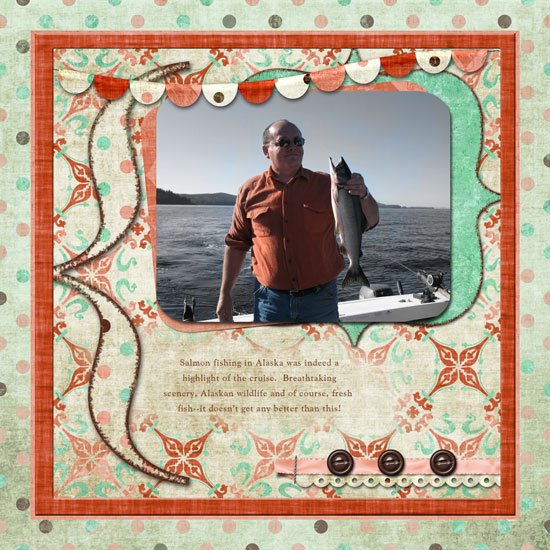 Salmon fishing in Alaska was indeed a
highlight of the cruise. Breathtaking
scenery, Alaskan wildlife and of course, fresh
fish--it doesn't get any better than this!